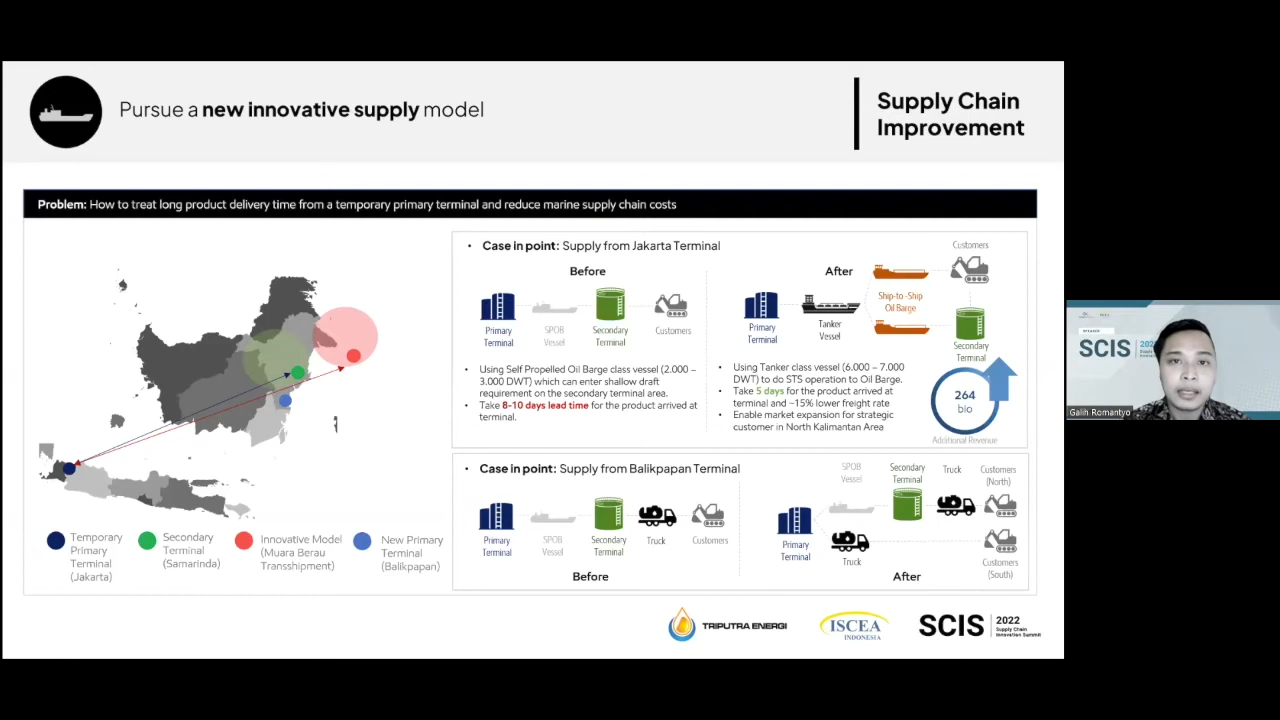 Pursue a new innovative supply model
Supply Chain
Improvement
Problem: How to treat long product delivery time from a temporary primary terminal and reduce marine supply chain costs
• Case in point: Supply from Jakarta Terminal
Before
Primary
Terminal
SPOB
Vessel
Secondary
Terminal
Customers
• Using Self Propelled Oil Barge class vessel (2.000 –
3.000 DWT) which can enter shallow draft
requirement on the secondary terminal area.
• Take 8-10 days lead time for the product arrived at
terminal.
After
Primary
Terminal
Tanker
Vessel
Ship-to-Ship
Oil Barge
Customers
Secondary
Terminal
• Using Tanker class vessel (6.000 – 7.000
DWT) to do STS operation to Oil Barge.
• Take 5 days for the product arrived at
terminal and ~15% lower freight rate
• Enable market expansion for strategic
customer in North Kalimantan Area
264
bio
Additional Revenue
• Case in point: Supply from Balikpapan Terminal
Primary
Terminal
SPOB
Vessel
Secondary
Terminal
Truck
Customers
Before
Primary
Terminal
SPOB
Vessel
Secondary
Terminal
Truck
Customers
(North)
Truck
Customers
(South)
After
Temporary
Primary
Terminal
(Jakarta)
Secondary
Terminal
(Samarinda)
Innovative Model
(Muara Berau
Transshipment)
New Primary
Terminal
(Balikpapan)
TRIPUTRA ENERGI
ISCEA
INDONESIA
SCIS
2022
Supply Chain
Innovation Summit
SCIS
Galih Romantyo